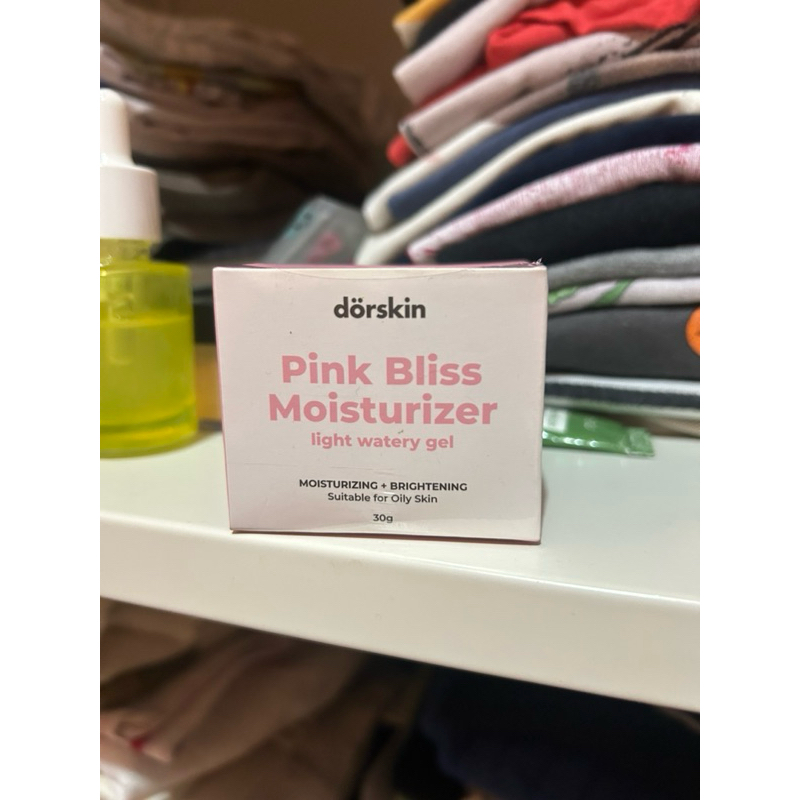 dörskin
Pink Bliss
Moisturizer
light watery gel
MOISTURIZING + BRIGHTENING
Suitable for Oily Skin
30g